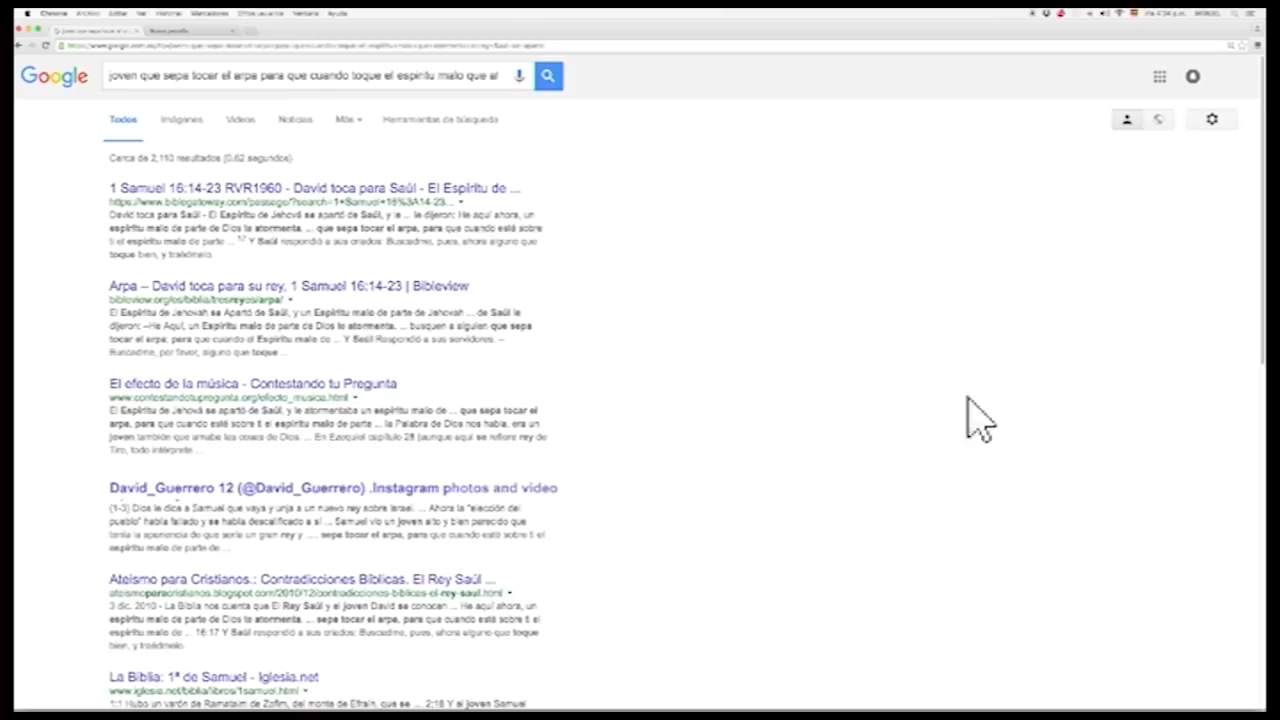 Chrome Archivo Editar Ver Historial Marcadores Ventana Ayuda
Google
joven que sepa tocar el arpa para que cuando toque el espiritu malo que at
Todos Imágenes Videos Noticias Más Herramientas de búsqueda
Cerca de 2,110 resultados (0.62 segundos)
1 Samuel 16:14-23 RVR1960 - David toca para Saúl - El Espíritu de ...
https://www.biblegateway.com/passage/?search=1+Samuel+16%3A14-23...
David toca para Saúl - El Espíritu de Jehová se apartó de Saúl, y le ... le dijeron: He aquí ahora, un
espíritu malo de parte de Dios te atormenta. ... que sepa tocar el arpa, para que cuando esté sobre
ti el espíritu malo de parte ... 17 Y Saúl respondió a sus criados: Buscadme, pues, ahora alguno que
toque bien, y traédmelo.
Arpa – David toca para su rey, 1 Samuel 16:14-23 | Bibleview
bibleview.org/es/biblia/tresreyes/arpa/
El Espíritu de Jehovah se Apartó de Saúl, y un Espíritu malo de parte de Jehovah ... de Saúl le
dijeron: –He Aquí, un Espíritu malo de parte de Dios te atormenta. ... busquen a alguien que sepa
tocar el arpa; para que cuando el Espíritu malo de ... Y Saúl Respondió a sus servidores: –
Buscadme, por favor, alguno que toque ...
El efecto de la música - Contestando tu Pregunta
www.contestandotupregunta.org/efecto_musica.html
El Espíritu de Jehová se apartó de Saúl, y le atormentaba un espíritu malo de ... que sepa tocar el
arpa, para que cuando esté sobre ti el espíritu malo de parte ... la Palabra de Dios nos habla, era un
joven también que amaba las cosas de Dios. ... En Ezequiel capítulo 28 (aunque aquí se refiere rey de
Tiro, todo intérprete ...
David_Guerrero 12 (@David_Guerrero) .Instagram photos and video
(1-3) Dios le dice a Samuel que vaya y unja a un nuevo rey sobre Israel. ... Ahora la "elección del
pueblo" había fallado y se había descalificado a sí ... Samuel vio un joven alto y bien parecido que
tenía la apariencia de que sería un gran rey y .... sepa tocar el arpa, para que cuando esté sobre ti el
espíritu malo de parte de ...
Ateismo para Cristianos.: Contradicciones Bíblicas. El Rey Saúl ...
ateismoparacristianos.blogspot.com/2010/12/contradicciones-biblicas-el-rey-saul.html
3 dic. 2010 - La Biblia nos cuenta que El Rey Saúl y el joven David se conocen ... He aquí ahora, un
espíritu malo de parte de Dios te atormenta. ... sepa tocar el arpa, para que cuando esté sobre ti el
espíritu malo de ... 16:17 Y Saúl respondió a sus criados: Buscadme, pues, ahora alguno que toque
bien, y traédmelo.
La Biblia: 1ª de Samuel - Iglesia.net
www.iglesia.net/biblia/libros/1samuel.html
1:1 Hubo un varón de Ramataim de Zofim, del monte de Efraín, que se ... 2:18 Y el joven Samuel